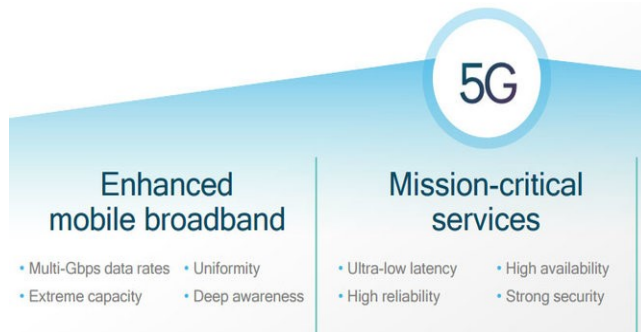 5G
Enhanced
mobile broadband
• Multi-Gbps data rates
• Uniformity
• Extreme capacity
• Deep awareness
Mission-critical
services
• Ultra-low latency
• High availability
• High reliability
• Strong security